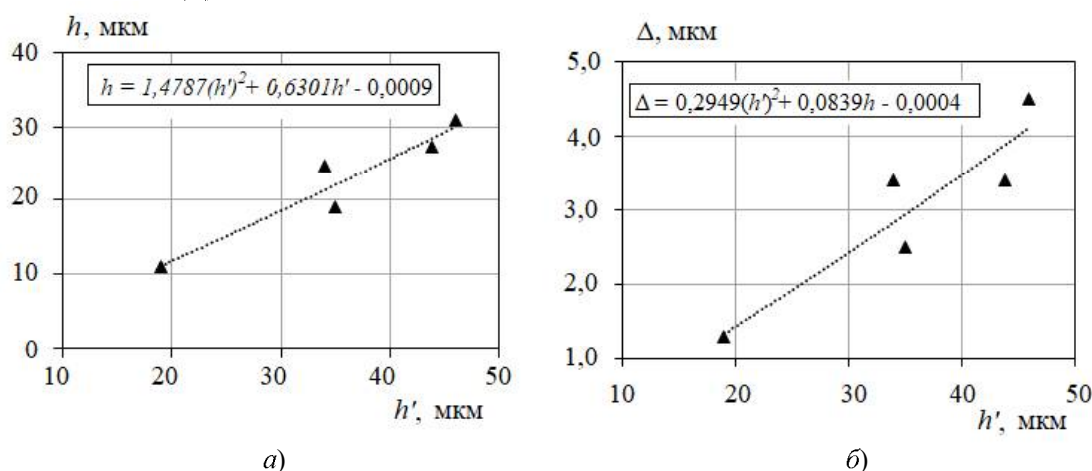 h, мкм
40
30
20
10
0
h = 1,4787(h')²+ 0,6301h' - 0,0009
10 20 30 40 50
h', мкм
а)
Δ, мкм
5,0
4,0
3,0
2,0
1,0
Δ = 0,2949(h')²+ 0,0839h - 0,0004
10 20 30 40 50
h', мкм
б)